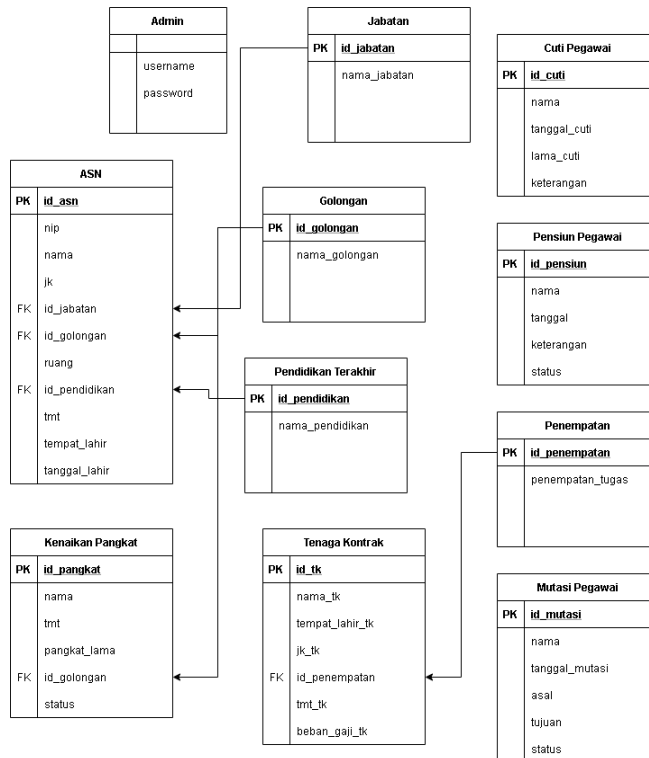 Admin
username
password
Jabatan
PK id_jabatan
nama_jabatan
Cuti Pegawai
PK id_cuti
nama
tanggal_cuti
lama_cuti
keterangan
ASN
PK id_asn
nip
nama
jk
FK id_jabatan
FK id_golongan
ruang
FK id_pendidikan
tmt
tempat_lahir
tanggal_lahir
Golongan
PK id_golongan
nama_golongan
Pensiun Pegawai
PK id_pensiun
nama
tanggal
keterangan
status
Pendidikan Terakhir
PK id_pendidikan
nama_pendidikan
Penempatan
PK id_penempatan
penempatan_tugas
Kenaikan Pangkat
PK id_pangkat
nama
tmt
pangkat_lama
FK id_golongan
status
Tenaga Kontrak
PK id_tk
nama_tk
tempat_lahir_tk
jk_tk
FK id_penempatan
tmt_tk
beban_gaji_tk
Mutasi Pegawai
PK id_mutasi
nama
tanggal_mutasi
asal
tujuan
status